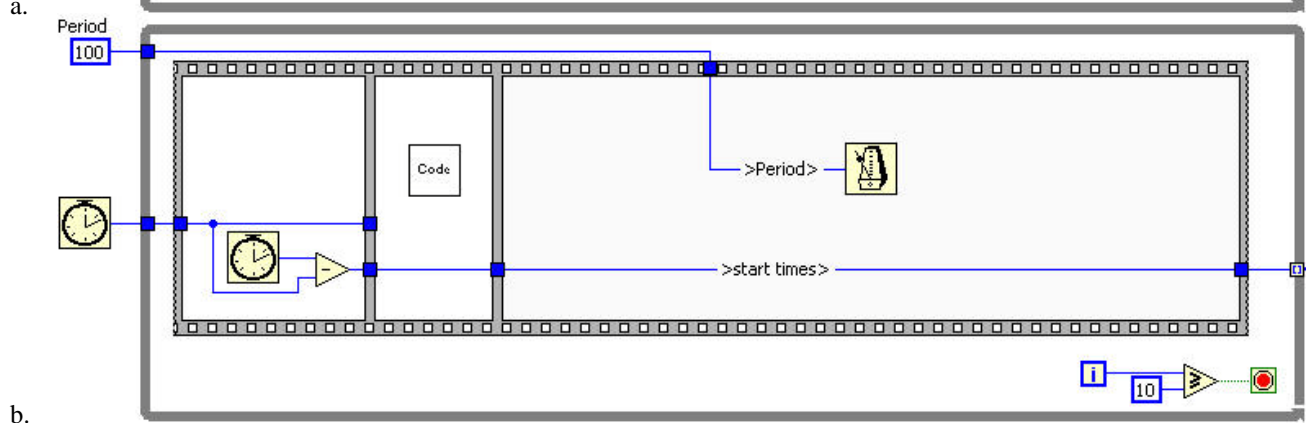 a.
Period
100
Code
>Period>
>start times>
i
10
b.